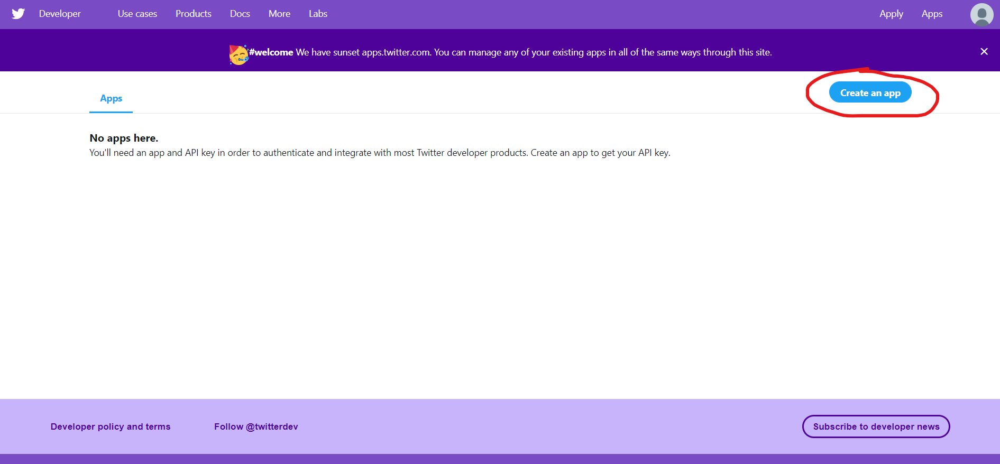 Developer Use cases Products Docs More Labs Apply Apps
#welcome We have sunset apps.twitter.com. You can manage any of your existing apps in all of the same ways through this site.
Apps
Create an app
No apps here.
You'll need an app and API key in order to authenticate and integrate with most Twitter developer products. Create an app to get your API key.
Developer policy and terms Follow @twitterdev Subscribe to developer news